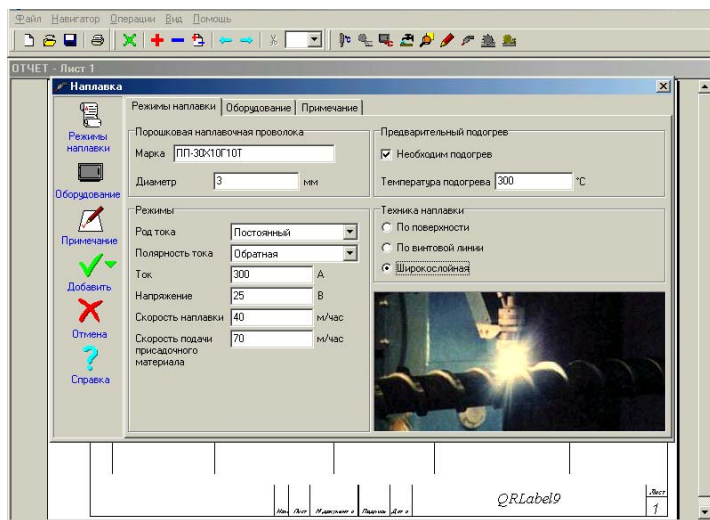 Файл Навигатор Операции Вид Помощь
ОТЧЕТ - Лист 1
Наплавка
Режимы наплавки
Оборудование
Примечание
Добавить
Отмена
Справка
Режимы наплавки Оборудование Примечание
Порошковая наплавочная проволока
Марка ПП-30Х10Г10Т
Диаметр 3 мм
Режимы
Род тока Постоянный
Полярность тока Обратная
Ток 300 А
Напряжение 25 В
Скорость наплавки 40 м/час
Скорость подачи 70 м/час
присадочного
материала
Предварительный подогрев
Необходим подогрев
Температура подогрева 300 °С
Техника наплавки
По поверхности
По винтовой линии
Широкослойная
QRLabel9
Лист
1